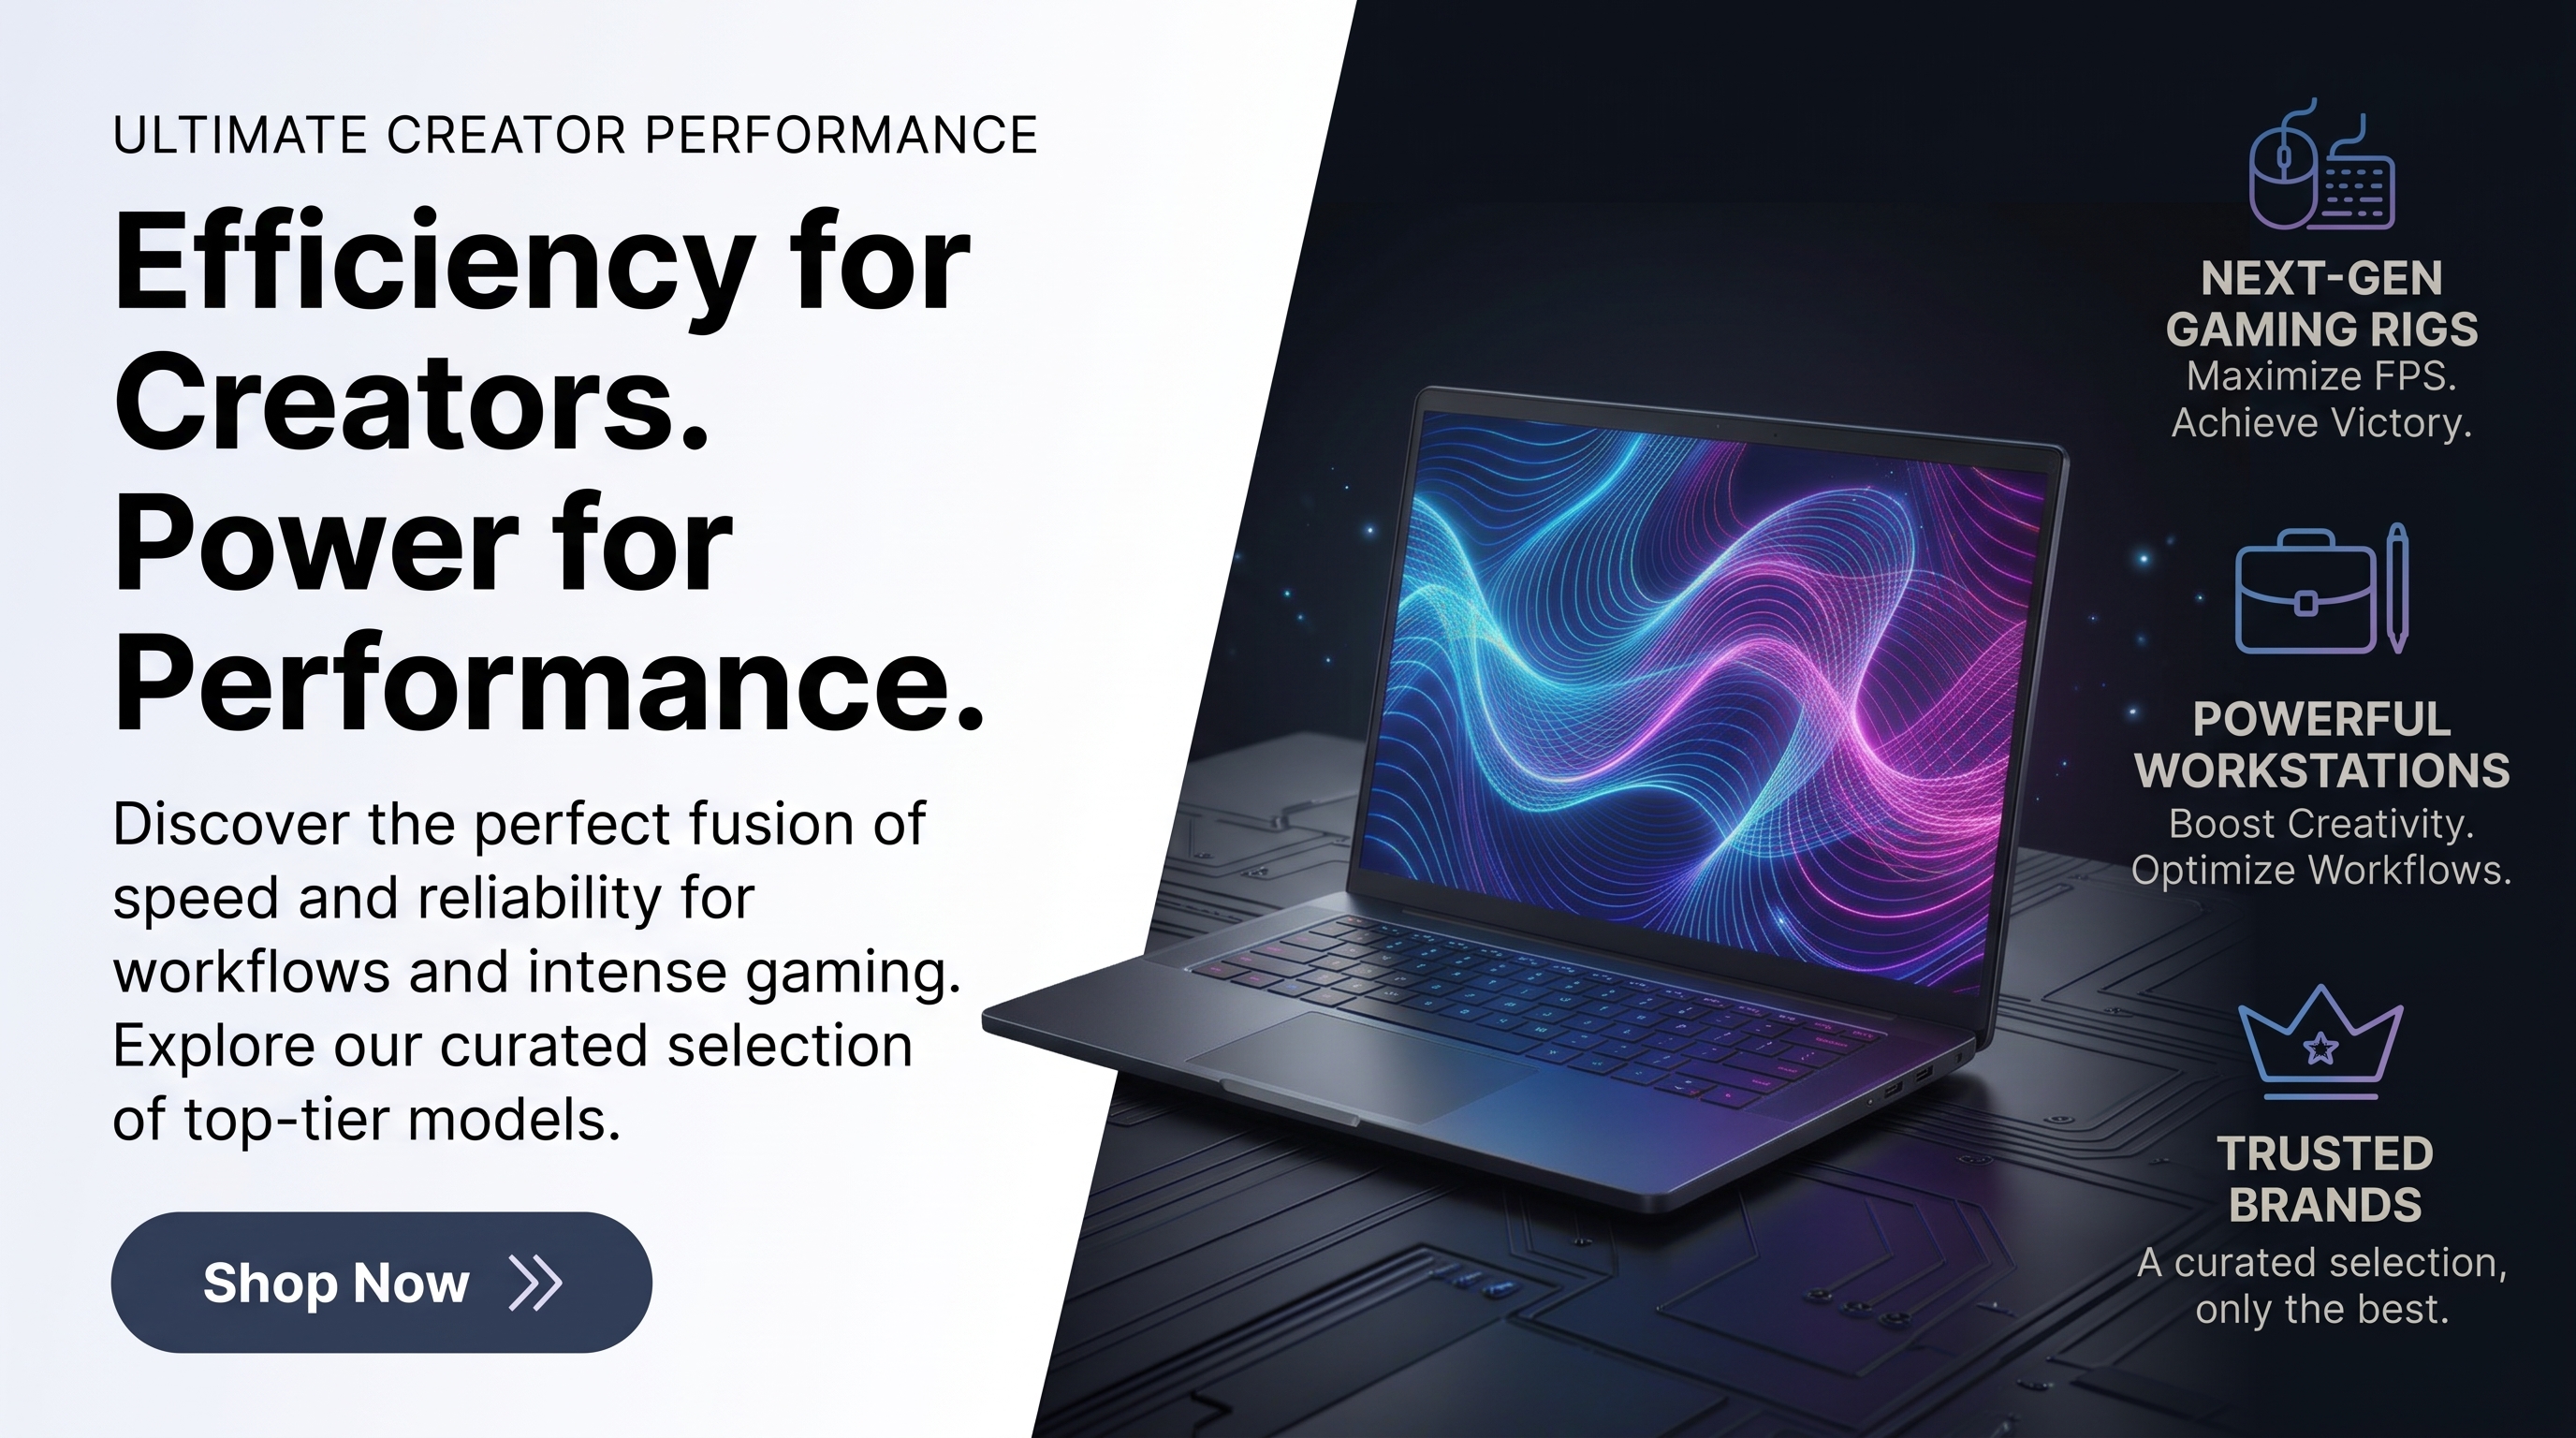 ULTIMATE CREATOR PERFORMANCE
Efficiency for
Creators.
Power for
Performance.
Discover the perfect fusion of
speed and reliability for
workflows and intense gaming.
Explore our curated selection
of top-tier models.
Shop Now
NEXT-GEN
GAMING RIGS
Maximize FPS.
Achieve Victory.
POWERFUL
WORKSTATIONS
Boost Creativity.
Optimize Workflows.
TRUSTED
BRANDS
A curated selection,
only the best.